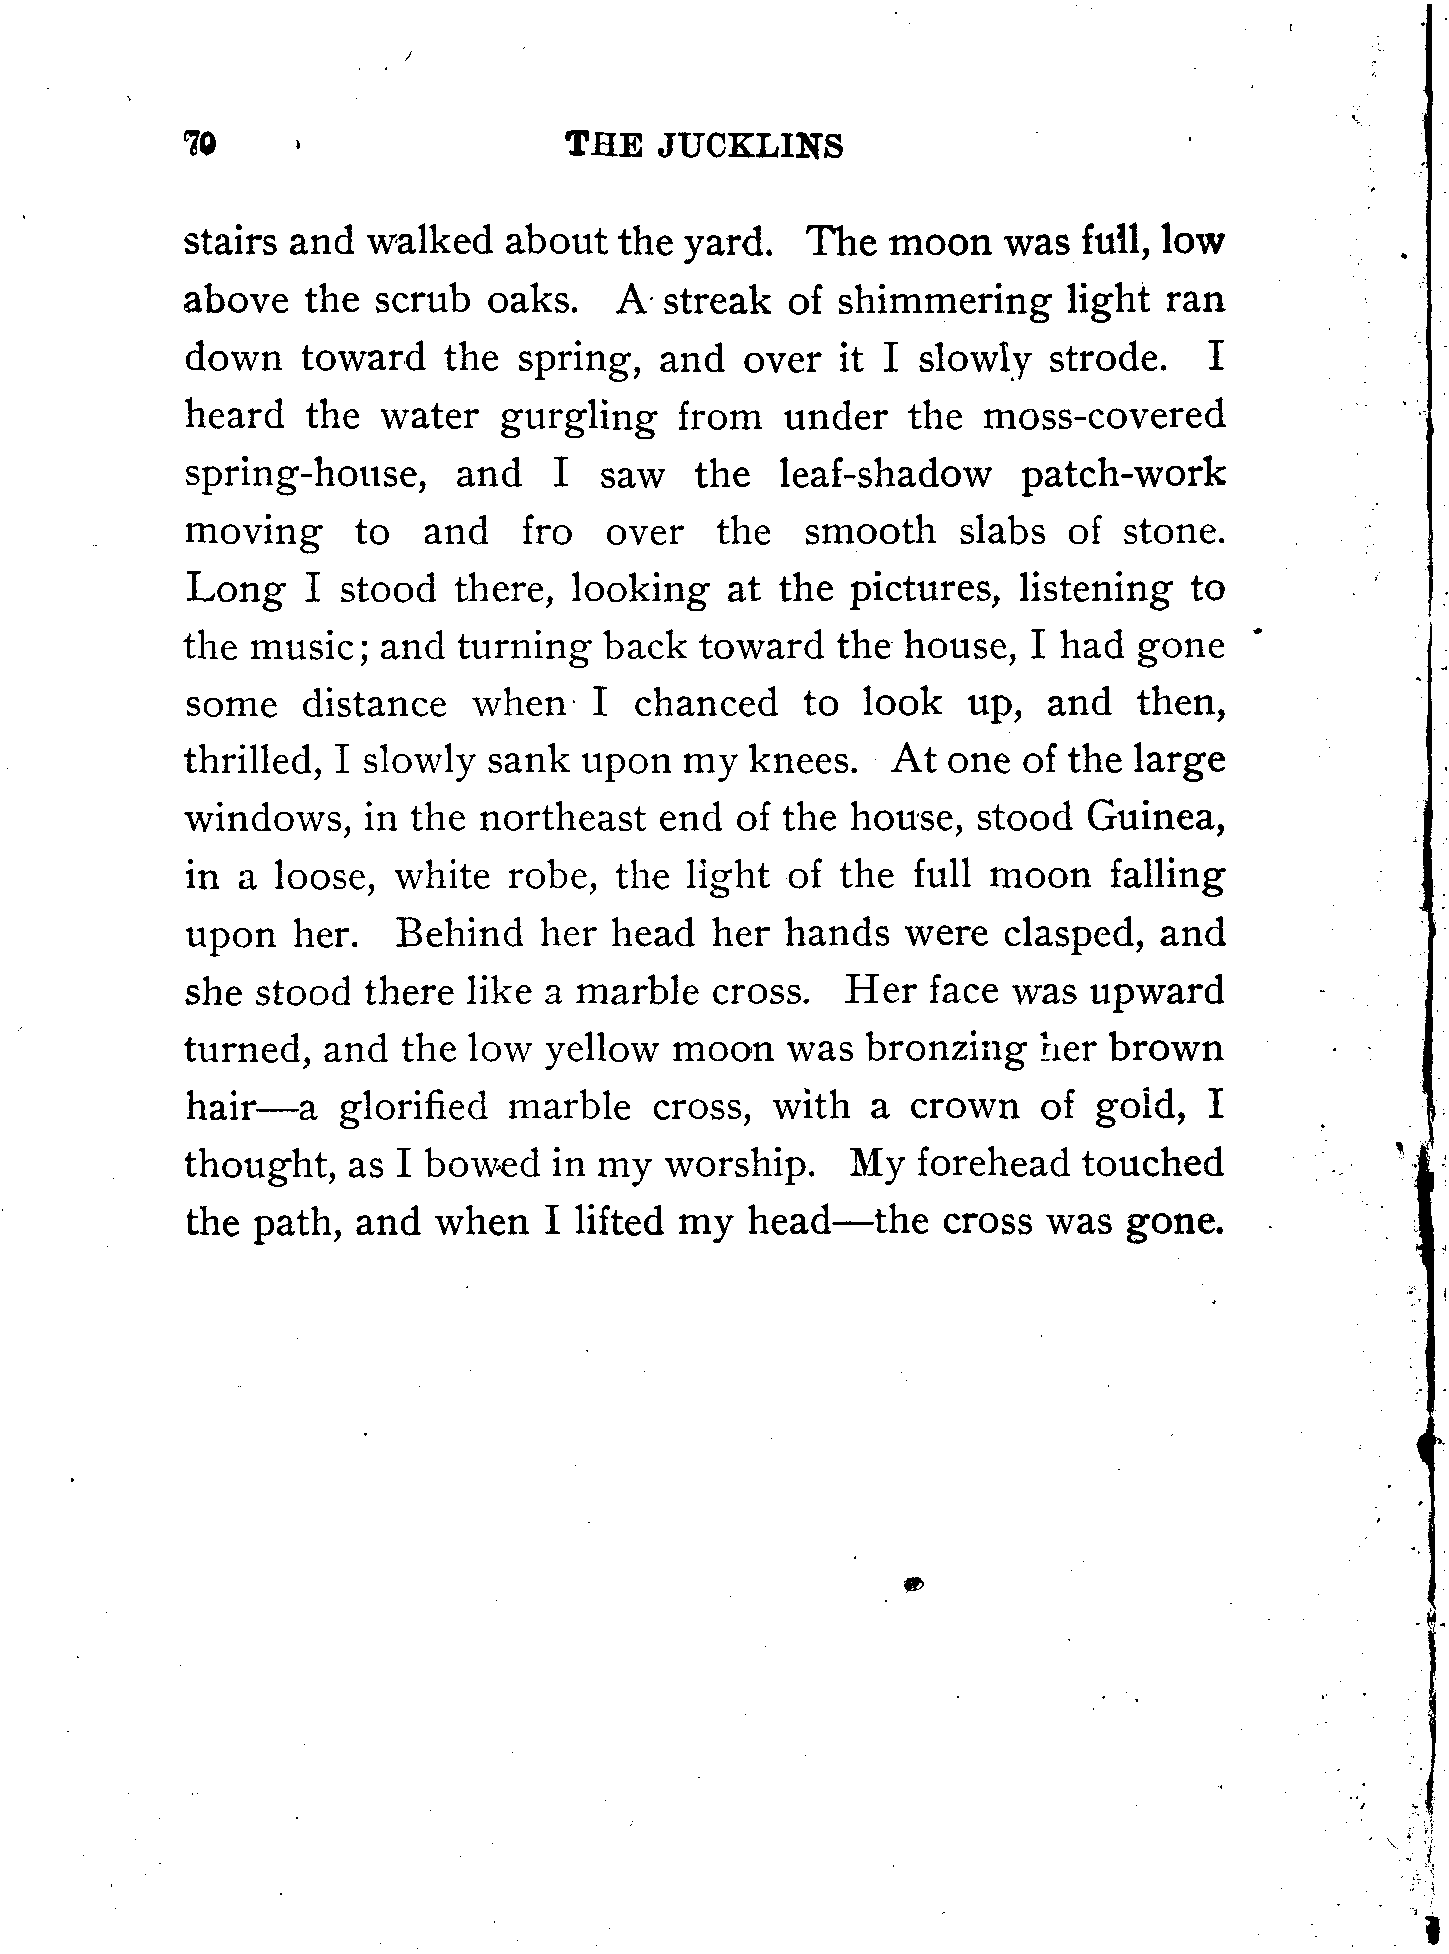 70 THE JUCKLINS
stairs and walked about the yard. The moon was full, low
above the scrub oaks. A streak of shimmering light ran
down toward the spring, and over it I slowly strode. I
heard the water gurgling from under the moss-covered
spring-house, and I saw the leaf-shadow patch-work
moving to and fro over the smooth slabs of stone.
Long I stood there, looking at the pictures, listening to
the music; and turning back toward the house, I had gone
some distance when I chanced to look up, and then,
thrilled, I slowly sank upon my knees. At one of the large
windows, in the northeast end of the house, stood Guinea,
in a loose, white robe, the light of the full moon falling
upon her. Behind her head her hands were clasped, and
she stood there like a marble cross. Her face was upward
turned, and the low yellow moon was bronzing her brown
hair—a glorified marble cross, with a crown of gold, I
thought, as I bowed in my worship. My forehead touched
the path, and when I lifted my head—the cross was gone.